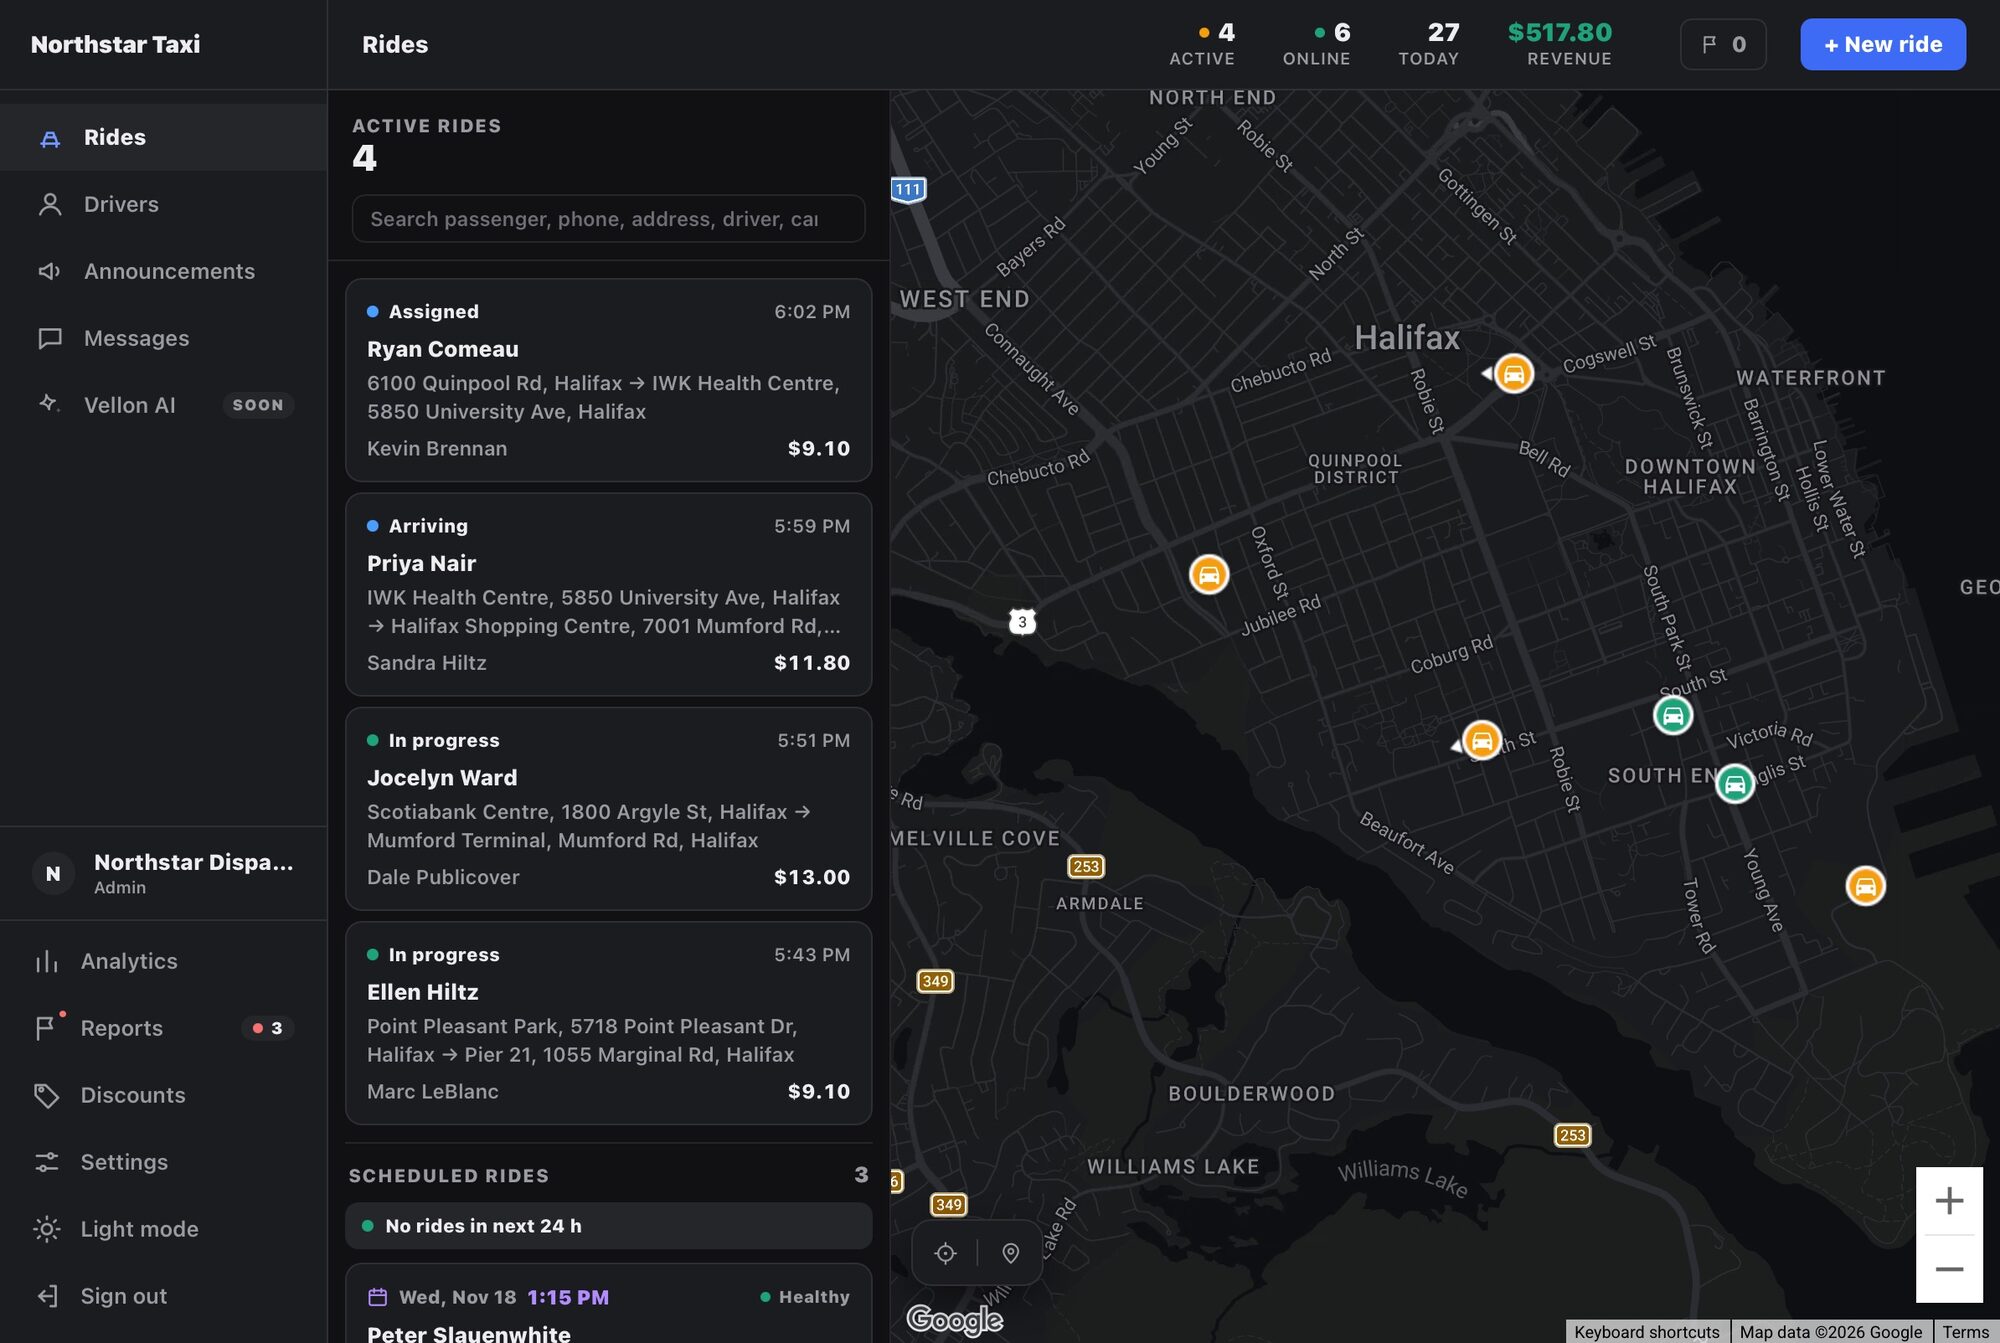 Northstar Taxi
Rides
4
ACTIVE
6
ONLINE
27
TODAY
$517.80
REVENUE
0
+ New ride
Rides
Drivers
Announcements
Messages
Vellon AI
SOON
Northstar Dispa...
N
Admin
Analytics
Reports
3
Discounts
Settings
Light mode
Sign out
ACTIVE RIDES
4
Search passenger, phone, address, driver, car
Assigned
6:02 PM
Ryan Comeau
6100 Quinpool Rd, Halifax → IWK Health Centre,
5850 University Ave, Halifax
Kevin Brennan
$9.10
Arriving
5:59 PM
Priya Nair
IWK Health Centre, 5850 University Ave, Halifax
→ Halifax Shopping Centre, 7001 Mumford Rd,...
Sandra Hiltz
$11.80
In progress
5:51 PM
Jocelyn Ward
Scotiabank Centre, 1800 Argyle St, Halifax →
Mumford Terminal, Mumford Rd, Halifax
Dale Publicover
$13.00
In progress
5:43 PM
Ellen Hiltz
Point Pleasant Park, 5718 Point Pleasant Dr,
Halifax → Pier 21, 1055 Marginal Rd, Halifax
Marc LeBlanc
$9.10
SCHEDULED RIDES
3
No rides in next 24 h
Wed, Nov 18 1:15 PM
Healthy
Peter Slauenwhite
NORTH END
Young St
Robie St
111
Gottingen St
Bayers Rd
North St
WEST END
Halifax
Connaught Ave
Chebucto Rd
Cogswell St
Robie St
Brunswick St
WATERFRONT
Barrington St
Chebucto Rd
QUINPOOL
DISTRICT
Bell Rd
DOWNTOWN
HALIFAX
Hollis St
Lower Water St
Oxford St
Jubilee Rd
3
GEO
South Park St
Coburg Rd
South St
Victoria Rd
th St
Robie St
SOUTH EN
glis St
e Rd
MELVILLE COVE
Beaufort Ave
253
ARMDALE
Young Ave
Tower Rd
349
BOULDERWOOD
253
WILLIAMS LAKE
Williams Lake
6
349
Lake Rd
Google
Keyboard shortcuts
Map data ©2026 Google
Terms